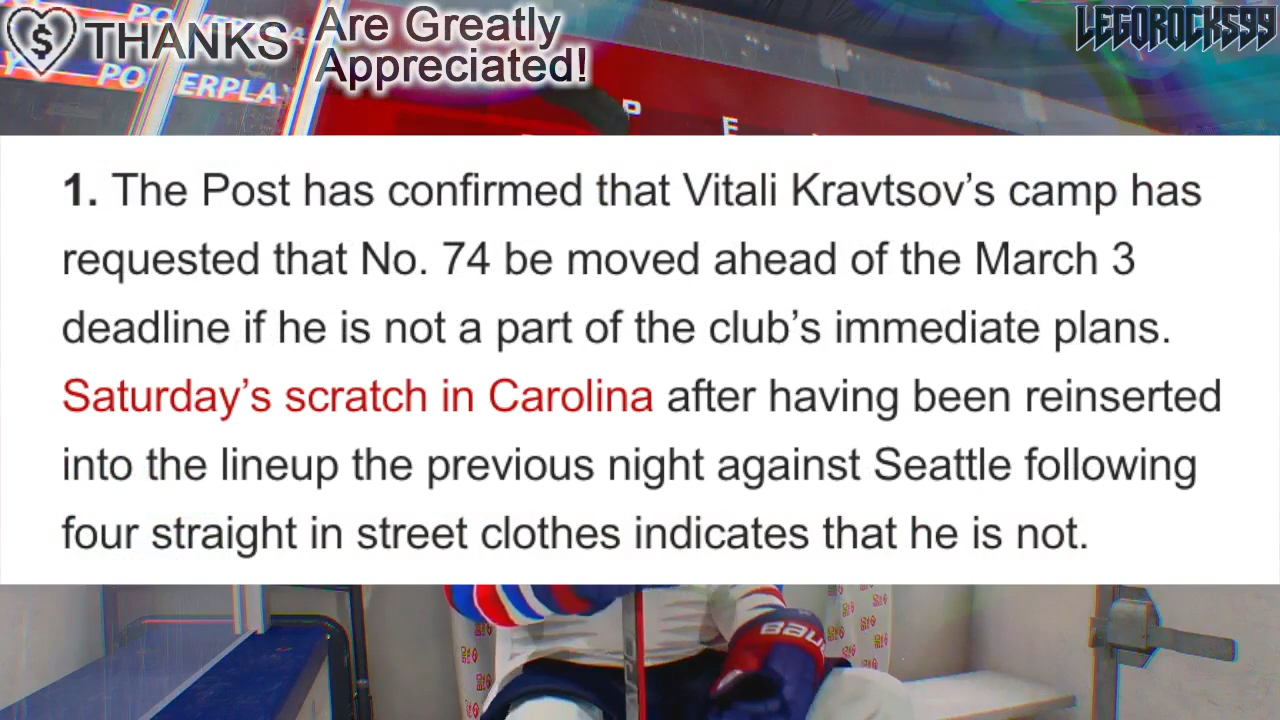 THANKS Are Greatly
Appreciated!
LEGOROCKS99
POWERPLA
POWERPLAY
P E
1. The Post has confirmed that Vitali Kravtsov’s camp has
requested that No. 74 be moved ahead of the March 3
deadline if he is not a part of the club’s immediate plans.
Saturday’s scratch in Carolina after having been reinserted
into the lineup the previous night against Seattle following
four straight in street clothes indicates that he is not.
BAU